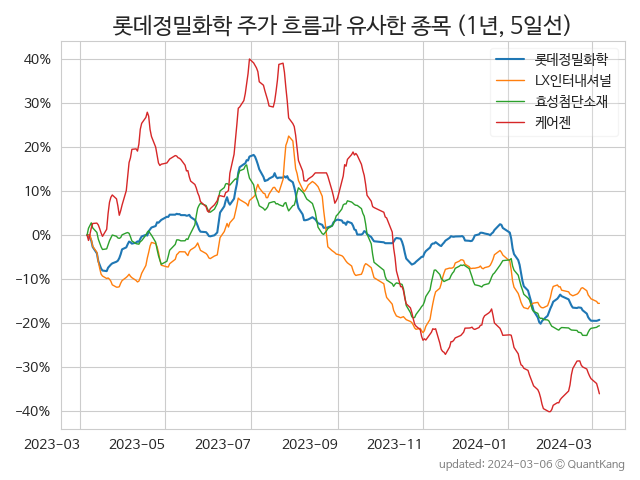 롯데정밀화학 주가 흐름과 유사한 종목 (1년, 5일선)
롯데정밀화학
LX인터내셔널
효성첨단소재
케어젠
40%
30%
20%
10%
0%
−10%
−20%
−30%
−40%
2023−03 2023−05 2023−07 2023−09 2023−11 2024−01 2024−03
updated: 2024-03-06 © QuantKang